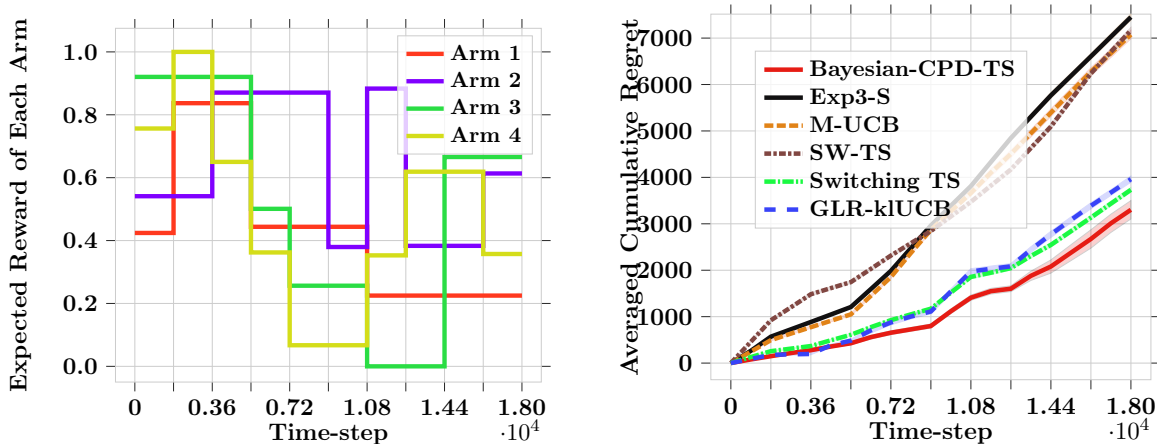 Expected Reward of Each Arm
1.0
0.8
0.6
0.4
0.2
0.0
Arm 1
Arm 2
Arm 3
Arm 4
0 0.36 0.72 1.08 1.44 1.80
Time-step
·10⁴
Averaged Cumulative Regret
7000
6000
5000
4000
3000
2000
1000
0
Bayesian-CPD-TS
Exp3-S
M-UCB
SW-TS
Switching TS
GLR-klUCB
0 0.36 0.72 1.08 1.44 1.80
Time-step
·10⁴